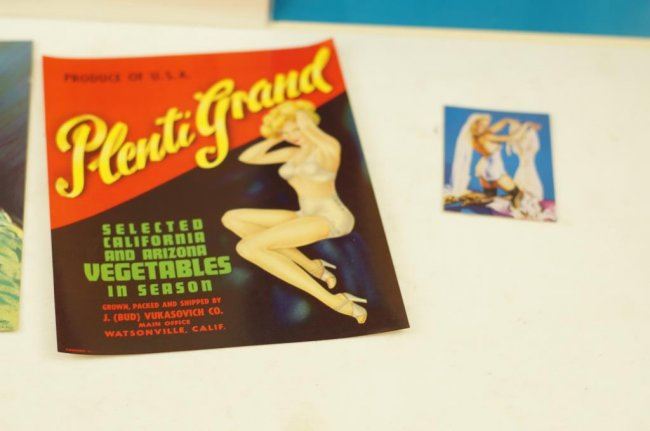 PRODUCE OF U.S.A.
Plenti Grand
SELECTED
CALIFORNIA
AND ARIZONA
VEGETABLES
IN SEASON
GROWN, PACKED AND SHIPPED BY
J. (BUD) VUKASOVICH CO.
MAIN OFFICE
WATSONVILLE, CALIF.